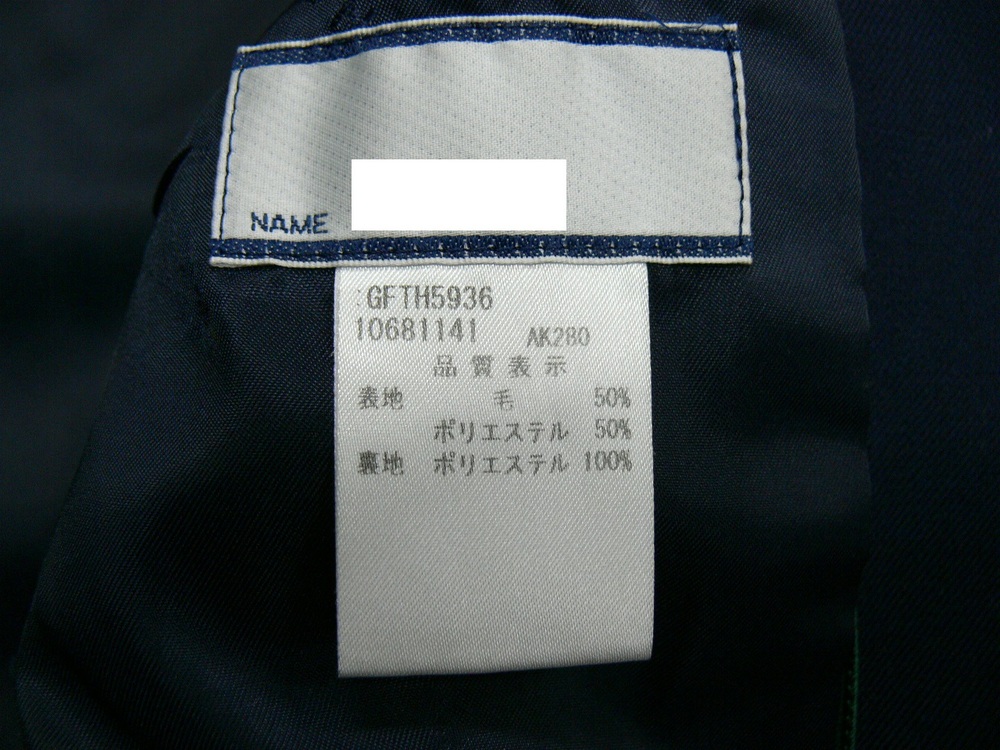 NAME
:GFTH5936
10681141 AK280
品質表示
表地 毛 50%
ポリエステル 50%
裏地 ポリエステル 100%